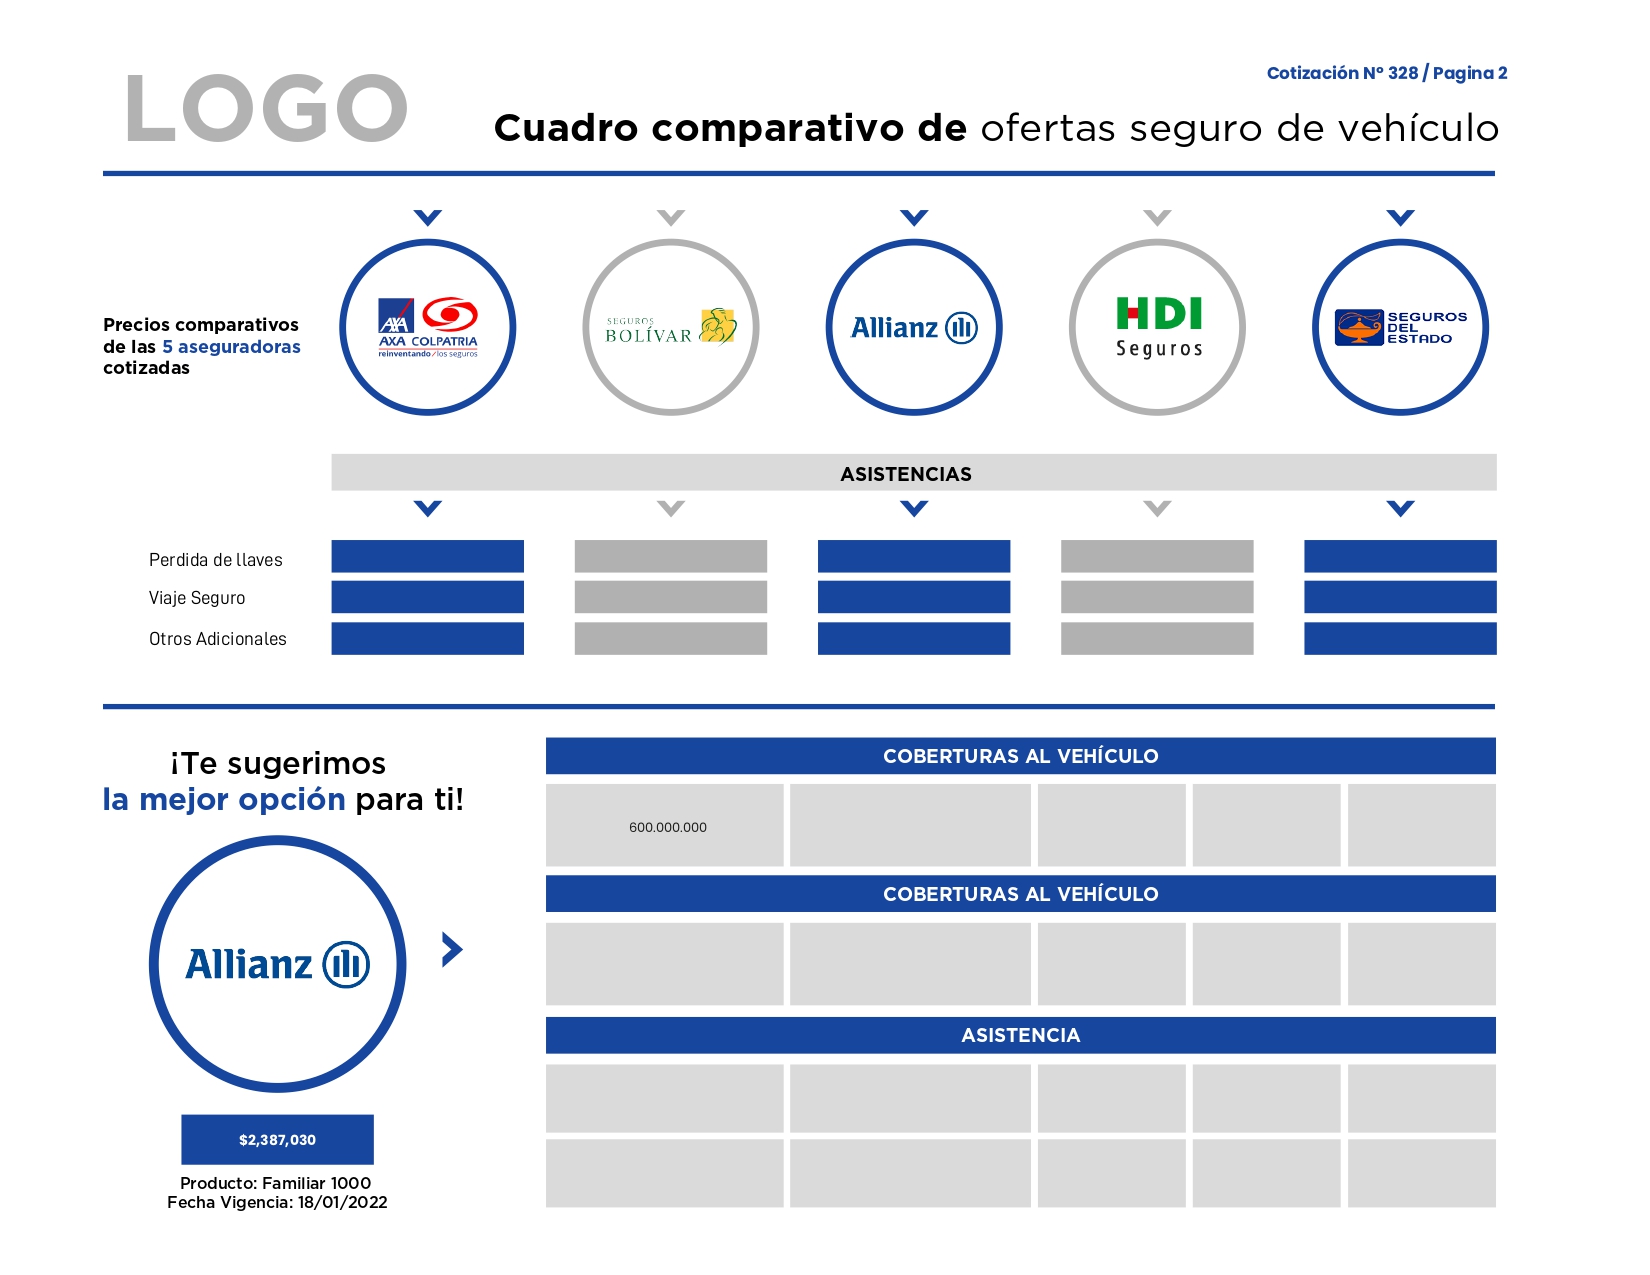 LOGO
Cotización N° 328 / Pagina 2
Cuadro comparativo de ofertas seguro de vehículo
Precios comparativos
de las 5 aseguradoras
cotizadas
AXA
AXA COLPATRIA
reinventando/los seguros
SEGUROS
BOLÍVAR
Allianz
HDI
Seguros
SEGUROS
DEL
ESTADO
ASISTENCIAS
Perdida de llaves
Viaje Seguro
Otros Adicionales
¡Te sugerimos
la mejor opción para ti!
Allianz
$2,387,030
Producto: Familiar 1000
Fecha Vigencia: 18/01/2022
COBERTURAS AL VEHÍCULO
600.000.000
COBERTURAS AL VEHÍCULO
ASISTENCIA